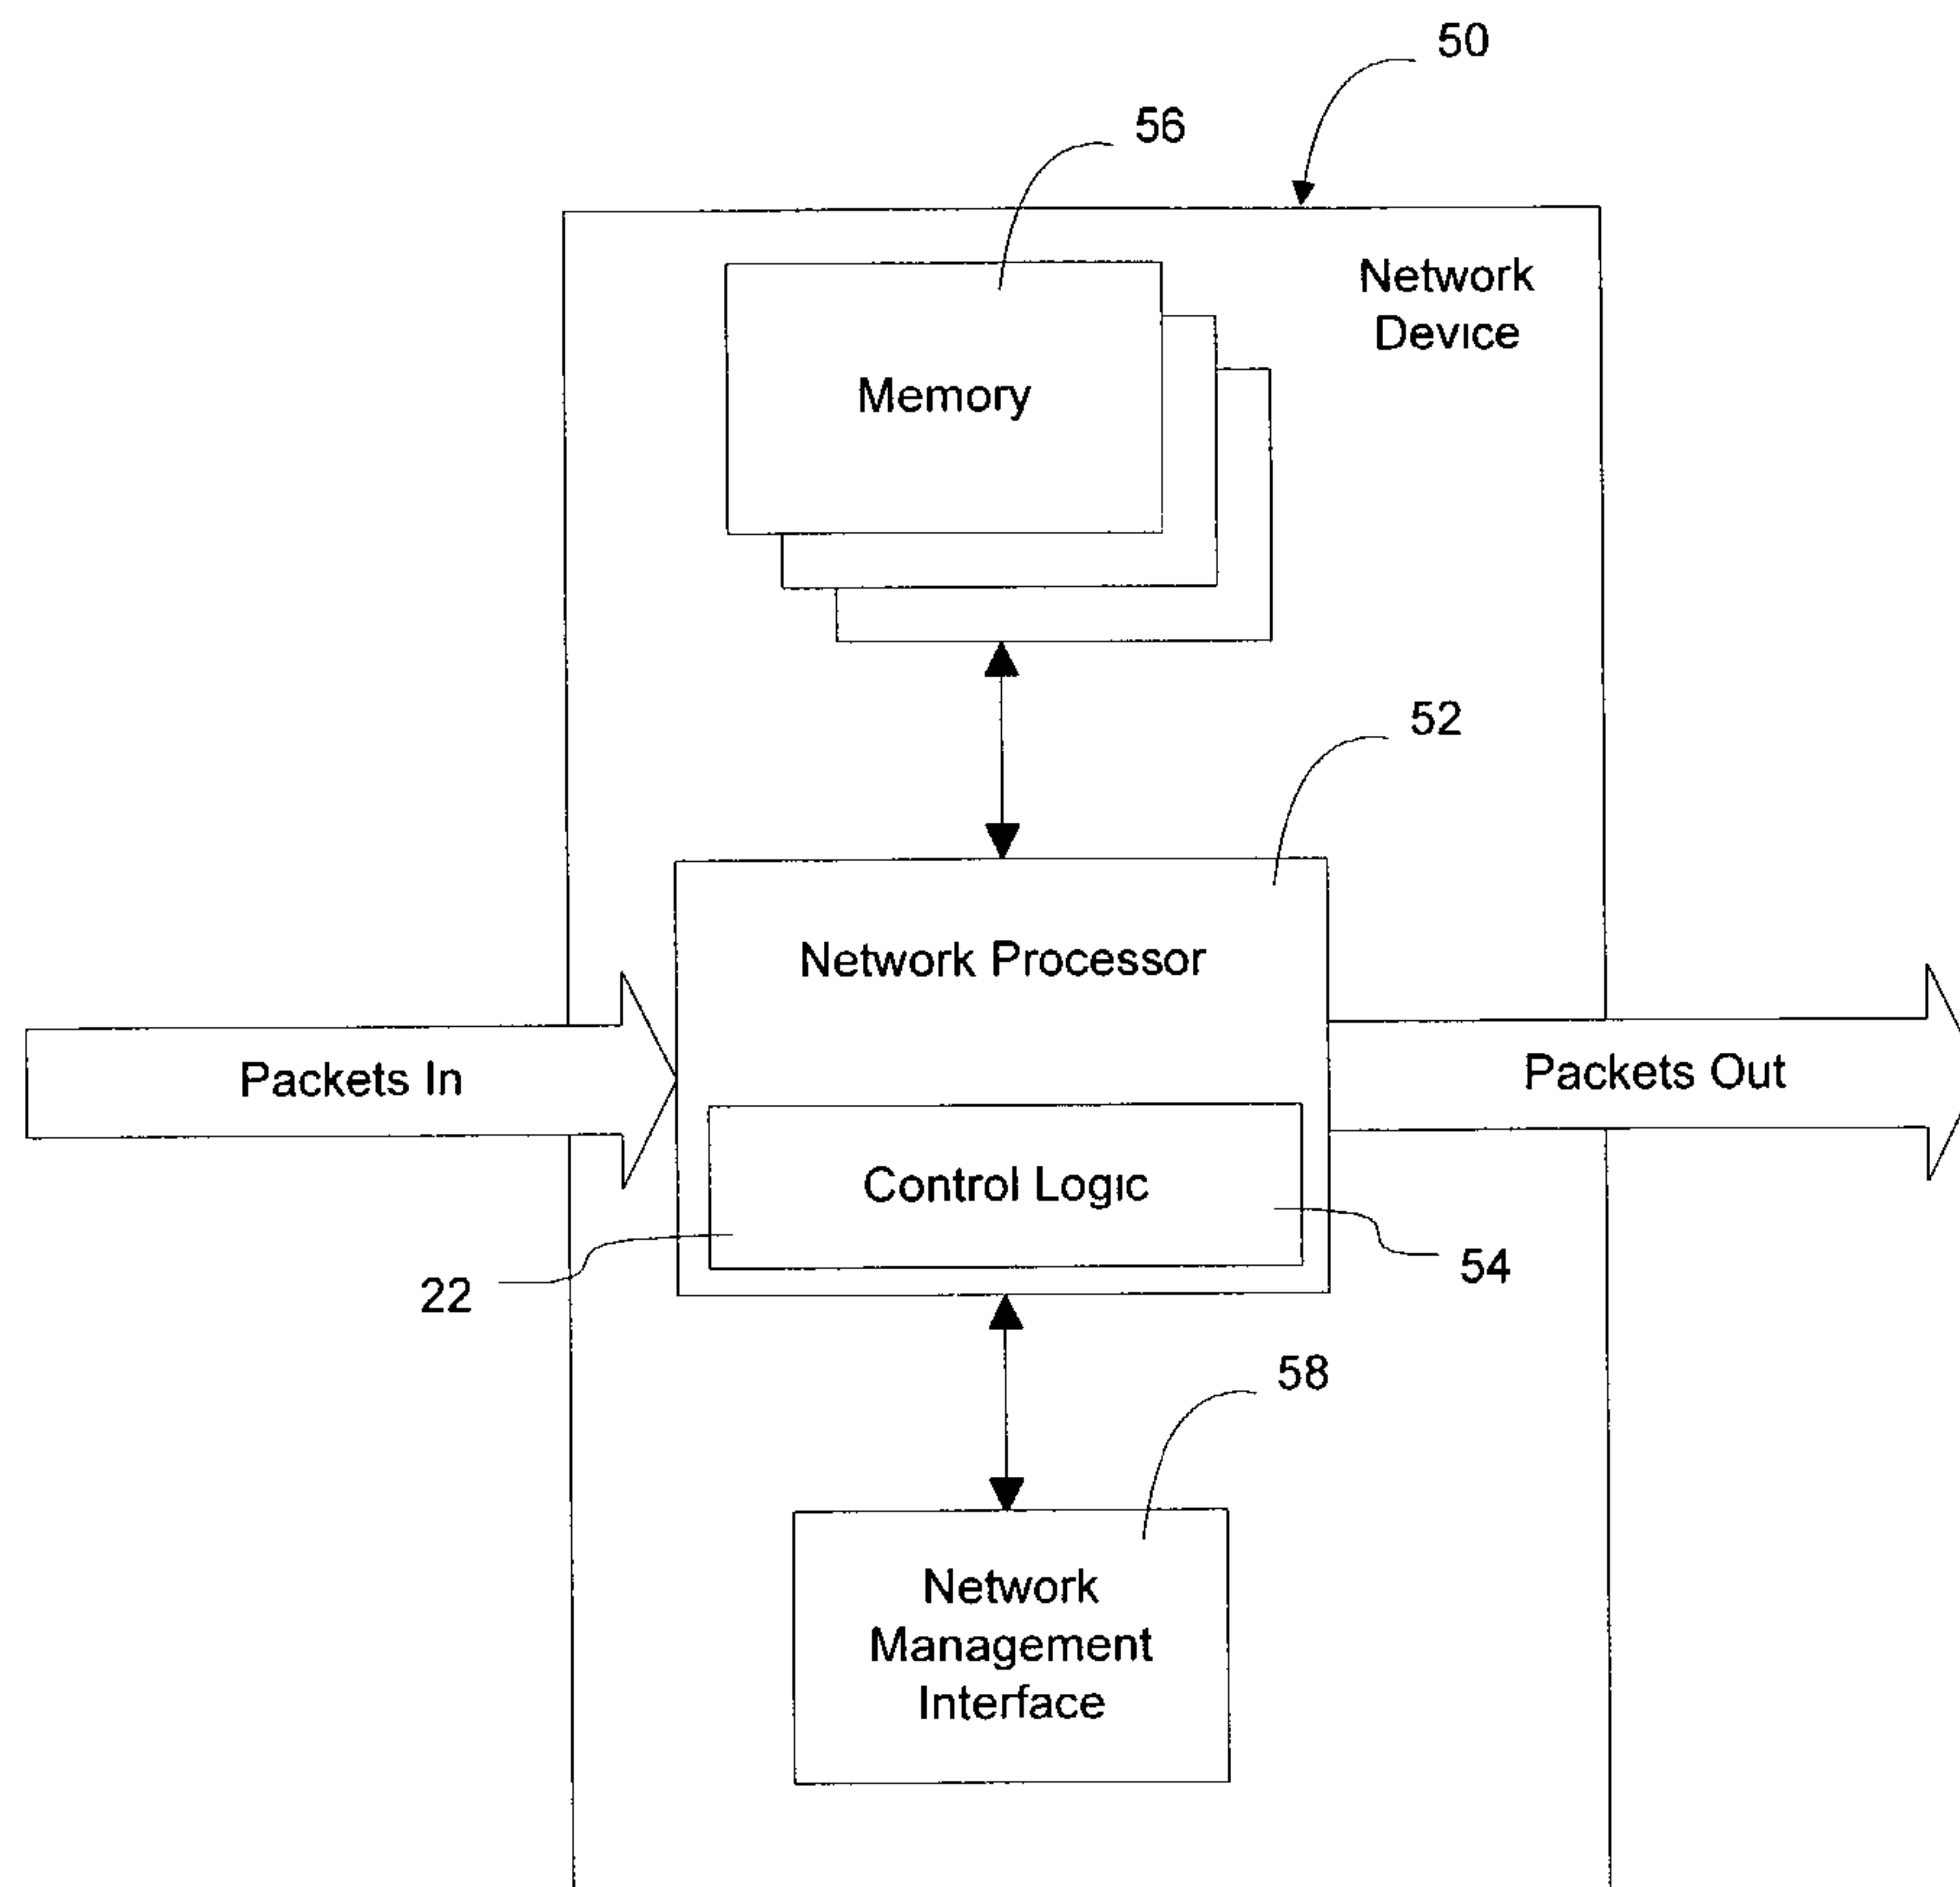 50
56
Network
Device
Memory
52
Network Processor
Packets In
Packets Out
Control Logic
54
22
58
Network
Management
Interface